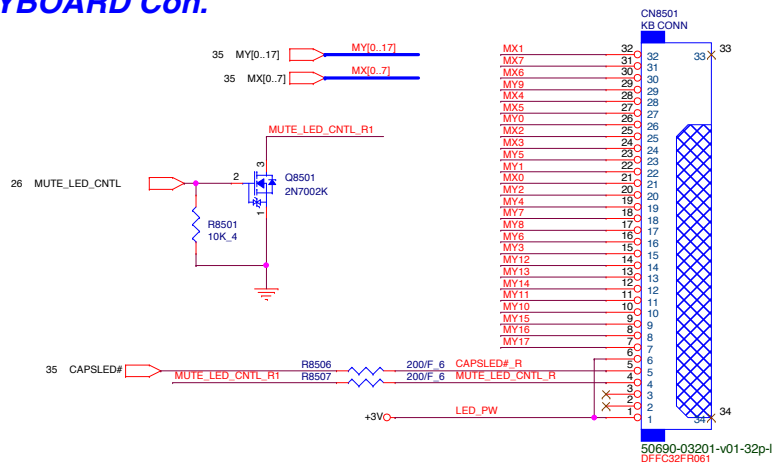 YBOARD Con.
CN8501
KB CONN
35 MY[0..17] MY[0..17]
35 MX[0..7] MX[0..7]
MUTE_LED_CNTL_R1
26 MUTE_LED_CNTL
2
3
1
Q8501
2N7002K
R8501
10K_4
MX1 32 32 33 33
MX7 31 31
MX6 30 30
MY9 29 29
MX4 28 28
MX5 27 27
MY0 26 26
MX2 25 25
MX3 24 24
MY5 23 23
MY1 22 22
MX0 21 21
MY2 20 20
MY4 19 19
MY7 18 18
MY8 17 17
MY6 16 16
MY3 15 15
MY12 14 14
MY13 13 13
MY14 12 12
MY11 11 11
MY10 10 10
MY15 9 9
MY16 8 8
MY17 7 7
6 6
35 CAPSLED# R8506 200/F_6 CAPSLED#_R 5 5
MUTE_LED_CNTL_R1 R8507 200/F_6 MUTE_LED_CNTL_R 4 4
3 3
2 2
+3V LED_PW 1 1 34 34
50690-03201-v01-32p-l
DFFC32FR061